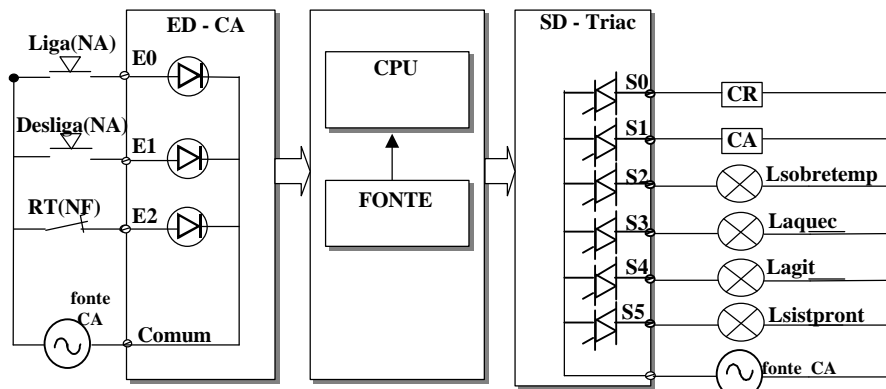 ED - CA
SD - Triac
Liga(NA)
E0
CPU
S0
CR
Desliga(NA)
E1
S1
CA
S2
Lsobretemp
RT(NF)
E2
FONTE
S3
Laquec
S4
Lagit
fonte
CA
Comum
S5
Lsistpront
fonte CA